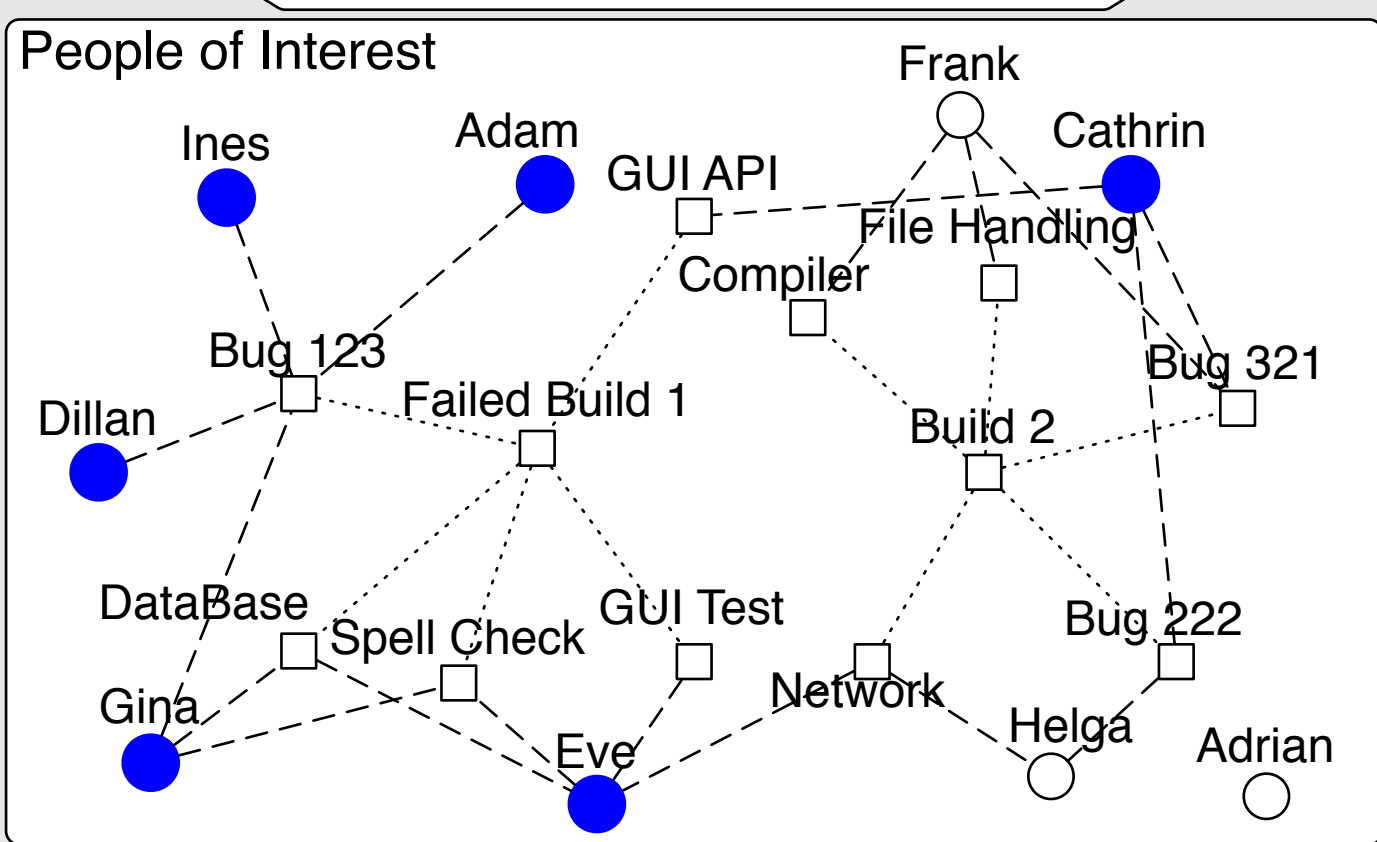 People of Interest
Frank
Ines
Adam
Cathrin
GUI API
File Handling
Compiler
Bug 123
Bug 321
Failed Build 1
Dillan
Build 2
DataBase
GUI Test
Spell Check
Bug 222
Network
Gina
Helga
Eve
Adrian